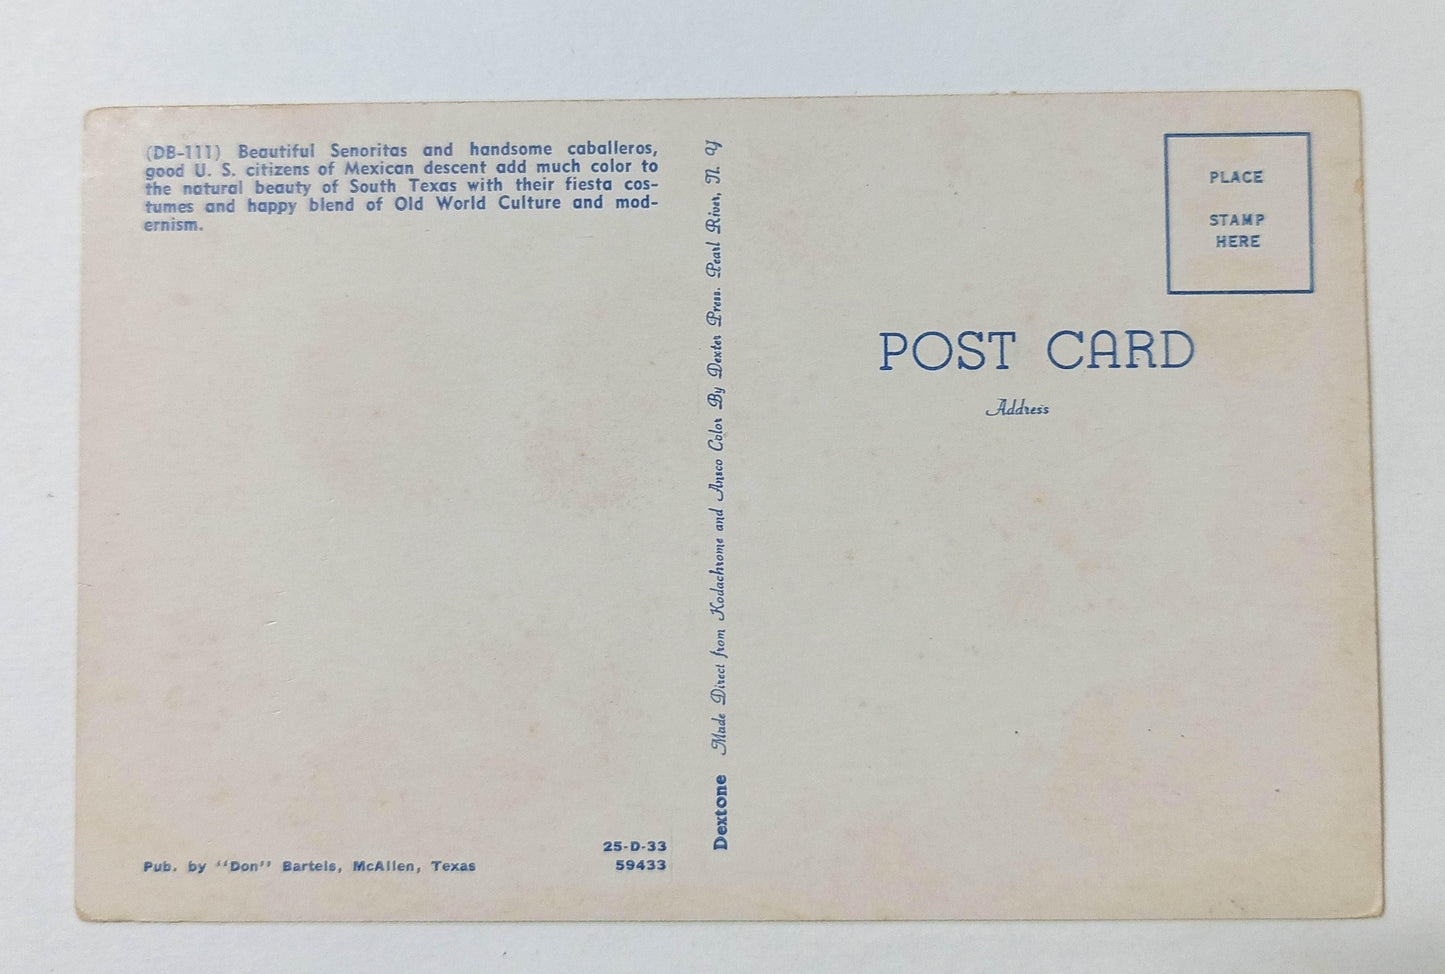 (DB-111) Beautiful Senoritas and handsome caballeros,
good U. S. citizens of Mexican descent add much color to
the natural beauty of South Texas with their fiesta cos-
tumes and happy blend of Old World Culture and mod-
ernism.
Pub. by "Don" Bartels, McAllen, Texas
25-D-33
59433
Dextone Made Direct from Kodachrome and Ansco Color By Dexter Press. Pearl River, N. Y
PLACE
STAMP
HERE
POST CARD
Address